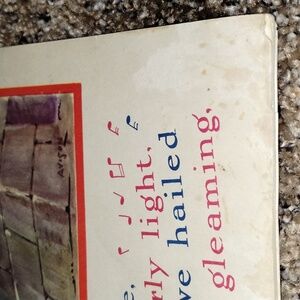 e,
rly light,
ve hailed
gleaming,